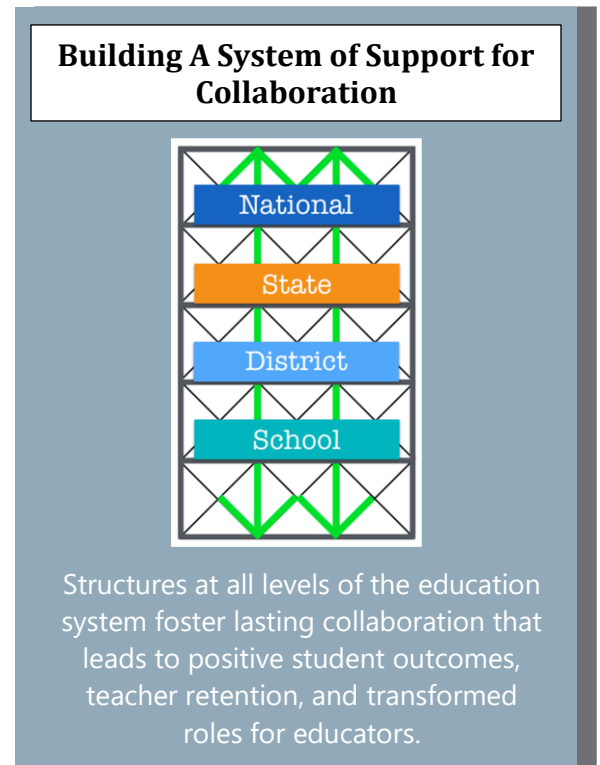 Building A System of Support for
Collaboration
National
State
District
School
Structures at all levels of the education
system foster lasting collaboration that
leads to positive student outcomes,
teacher retention, and transformed
roles for educators.